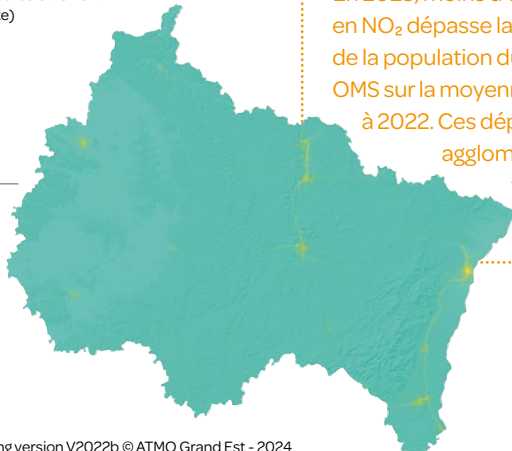 te)
en NO₂ dépasse la
de la population du
OMS sur la moyenn
à 2022. Ces dép
agglom
ng version V2022b © ATMO Grand Est - 2024